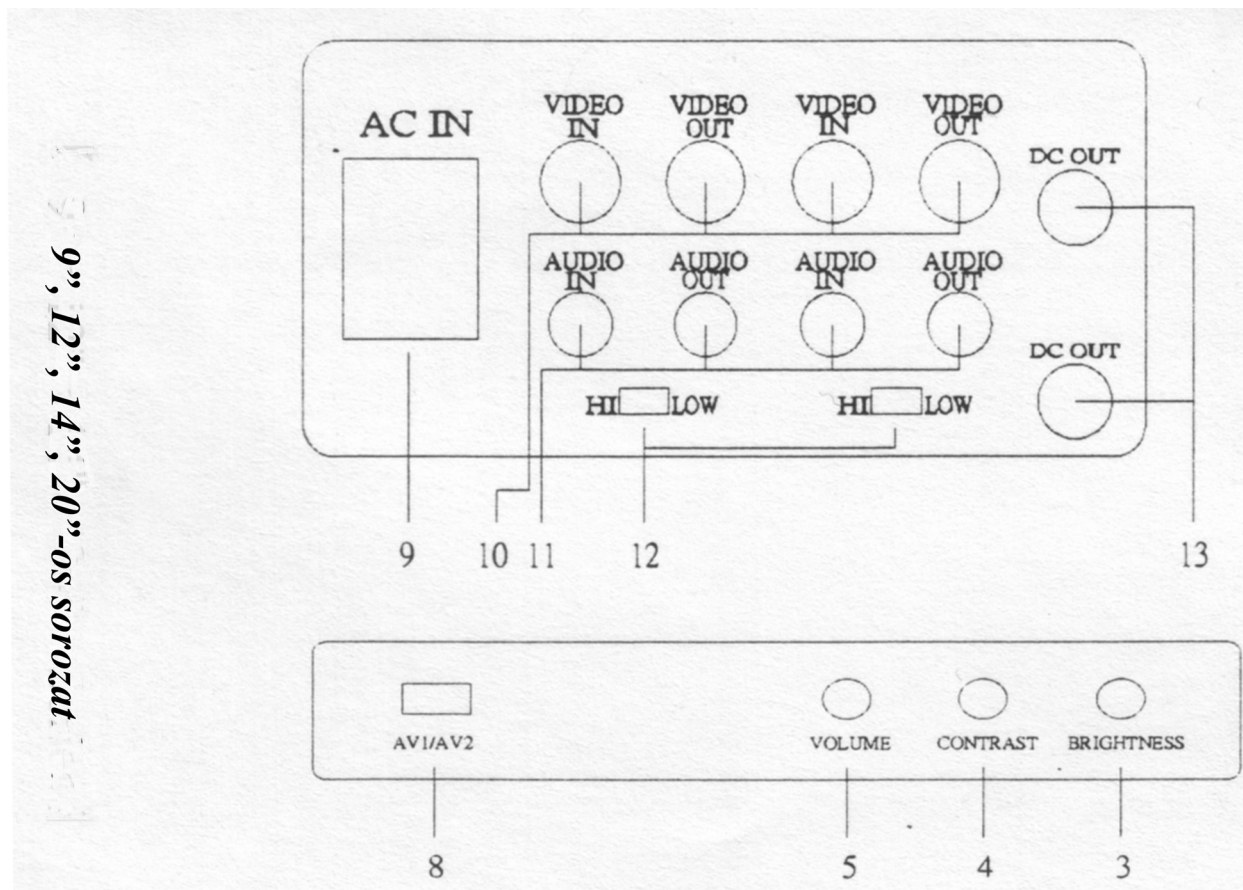 9”, 12”, 14”, 20”-os sorozat
AC IN
VIDEO IN
VIDEO OUT
VIDEO IN
VIDEO OUT
DC OUT
AUDIO IN
AUDIO OUT
AUDIO IN
AUDIO OUT
DC OUT
HI LOW
HI LOW
9 10 11 12 13
AV1/AV2 VOLUME CONTRAST BRIGHTNESS
8 5 4 3